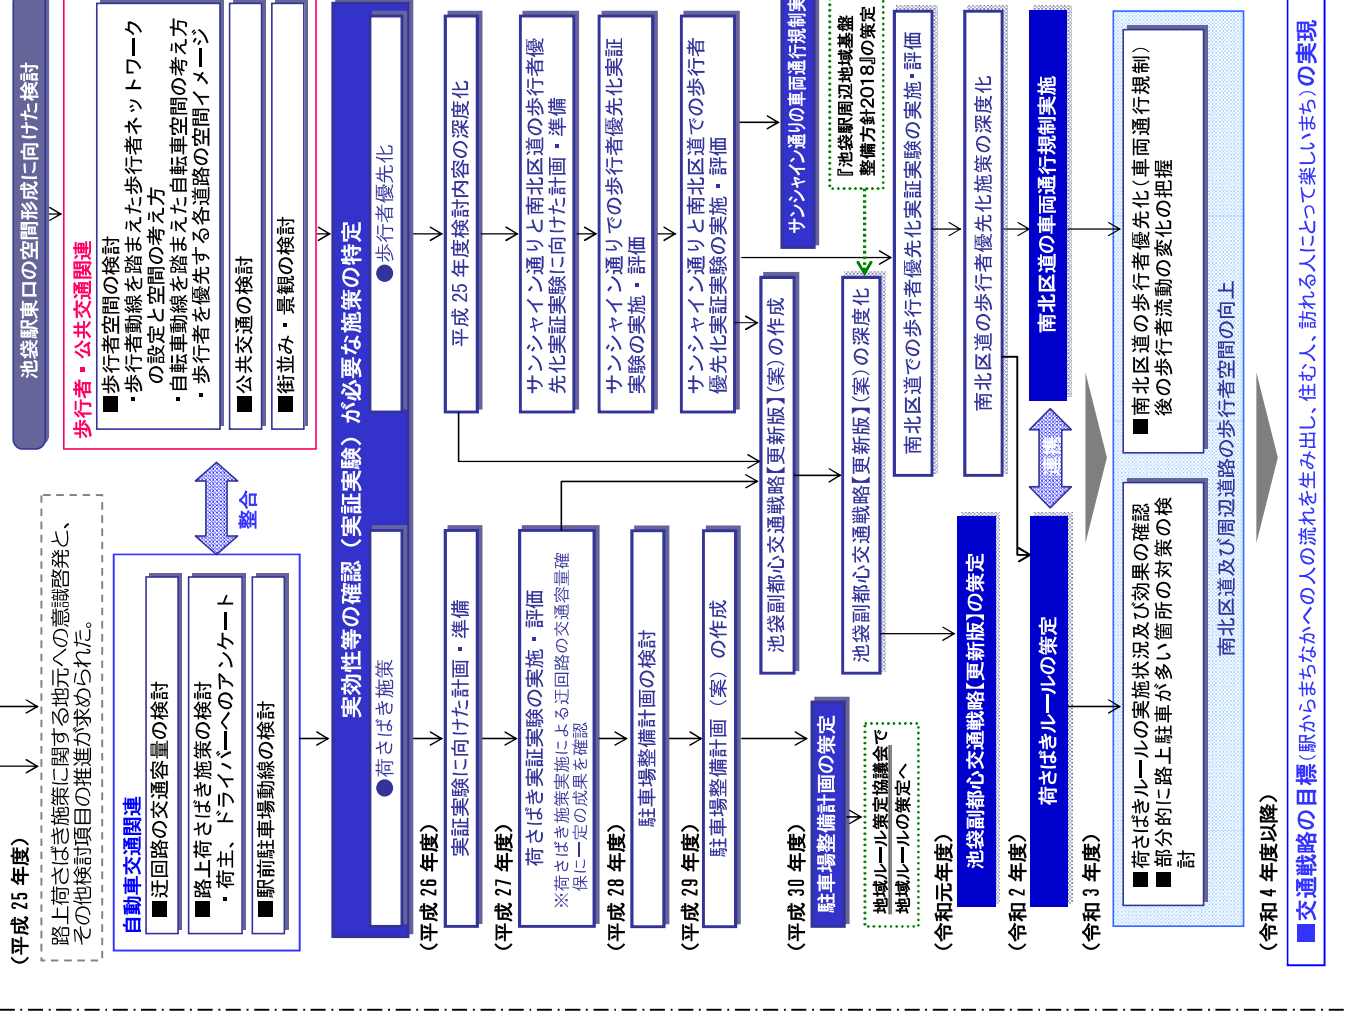 池袋駅東口の空間形成に向けた検討
(平成 25 年度)
路上荷さばき施策に関する地元への意識啓発と、
その他検討項目の推進が求められた。
歩行者・公共交通関連
■歩行者空間の検討
・歩行者動線を踏まえた歩行者ネットワーク
の設定と空間の考え方
・自転車動線を踏まえた自転車空間の考え方
・歩行者を優先する各道路の空間イメージ
■公共交通の検討
■街並み・景観の検討
整合
自動車交通関連
■迂回路の交通容量の検討
■路上荷さばき施策の検討
・荷主、ドライバーへのアンケート
■駅前駐車場動線の検討
実効性等の確認（実証実験）が必要な施策の特定
●荷さばき施策
●歩行者優先化
(平成 26 年度)
実証実験に向けた計画・準備
平成 25 年度検討内容の深度化
(平成 27 年度)
荷さばき実証実験の実施・評価
※荷さばき施策実施による迂回路の交通容量確
保に一定の成果を確認
サンシャイン通りと南北区道の歩行者優
先化実証実験に向けた計画・準備
(平成 28 年度)
駐車場整備計画の検討
サンシャイン通りでの歩行者優先化実証
実験の実施・評価
(平成 29 年度)
駐車場整備計画（案）の作成
サンシャイン通りと南北区道での歩行者
優先化実証実験の実施・評価
池袋副都心交通戦略【更新版】(案)の作成
(平成 30 年度)
駐車場整備計画の策定
サンシャイン通りの車両通行規制実
『池袋駅周辺地域基盤
整備方針2018』の策定
池袋副都心交通戦略【更新版】(案)の深度化
地域ルール策定協議会で
地域ルールの策定へ
南北区道での歩行者優先化実証実験の実施・評価
(令和元年度)
池袋副都心交通戦略【更新版】の策定
南北区道の歩行者優先化施策の深度化
(令和 2 年度)
荷さばきルールの策定
南北区道の車両通行規制実施
(令和 3 年度)
■荷さばきルールの実施状況及び効果の確認
■部分的に路上駐車が多い箇所の対策の検
討
■南北区道の歩行者優先化(車両通行規制)
後の歩行者流動の変化の把握
南北区道及び周辺道路の歩行者空間の向上
(令和 4 年度以降)
■交通戦略の目標(駅からまちなかへの人の流れを生み出し、住む人、訪れる人にとって楽しいまち)の実現